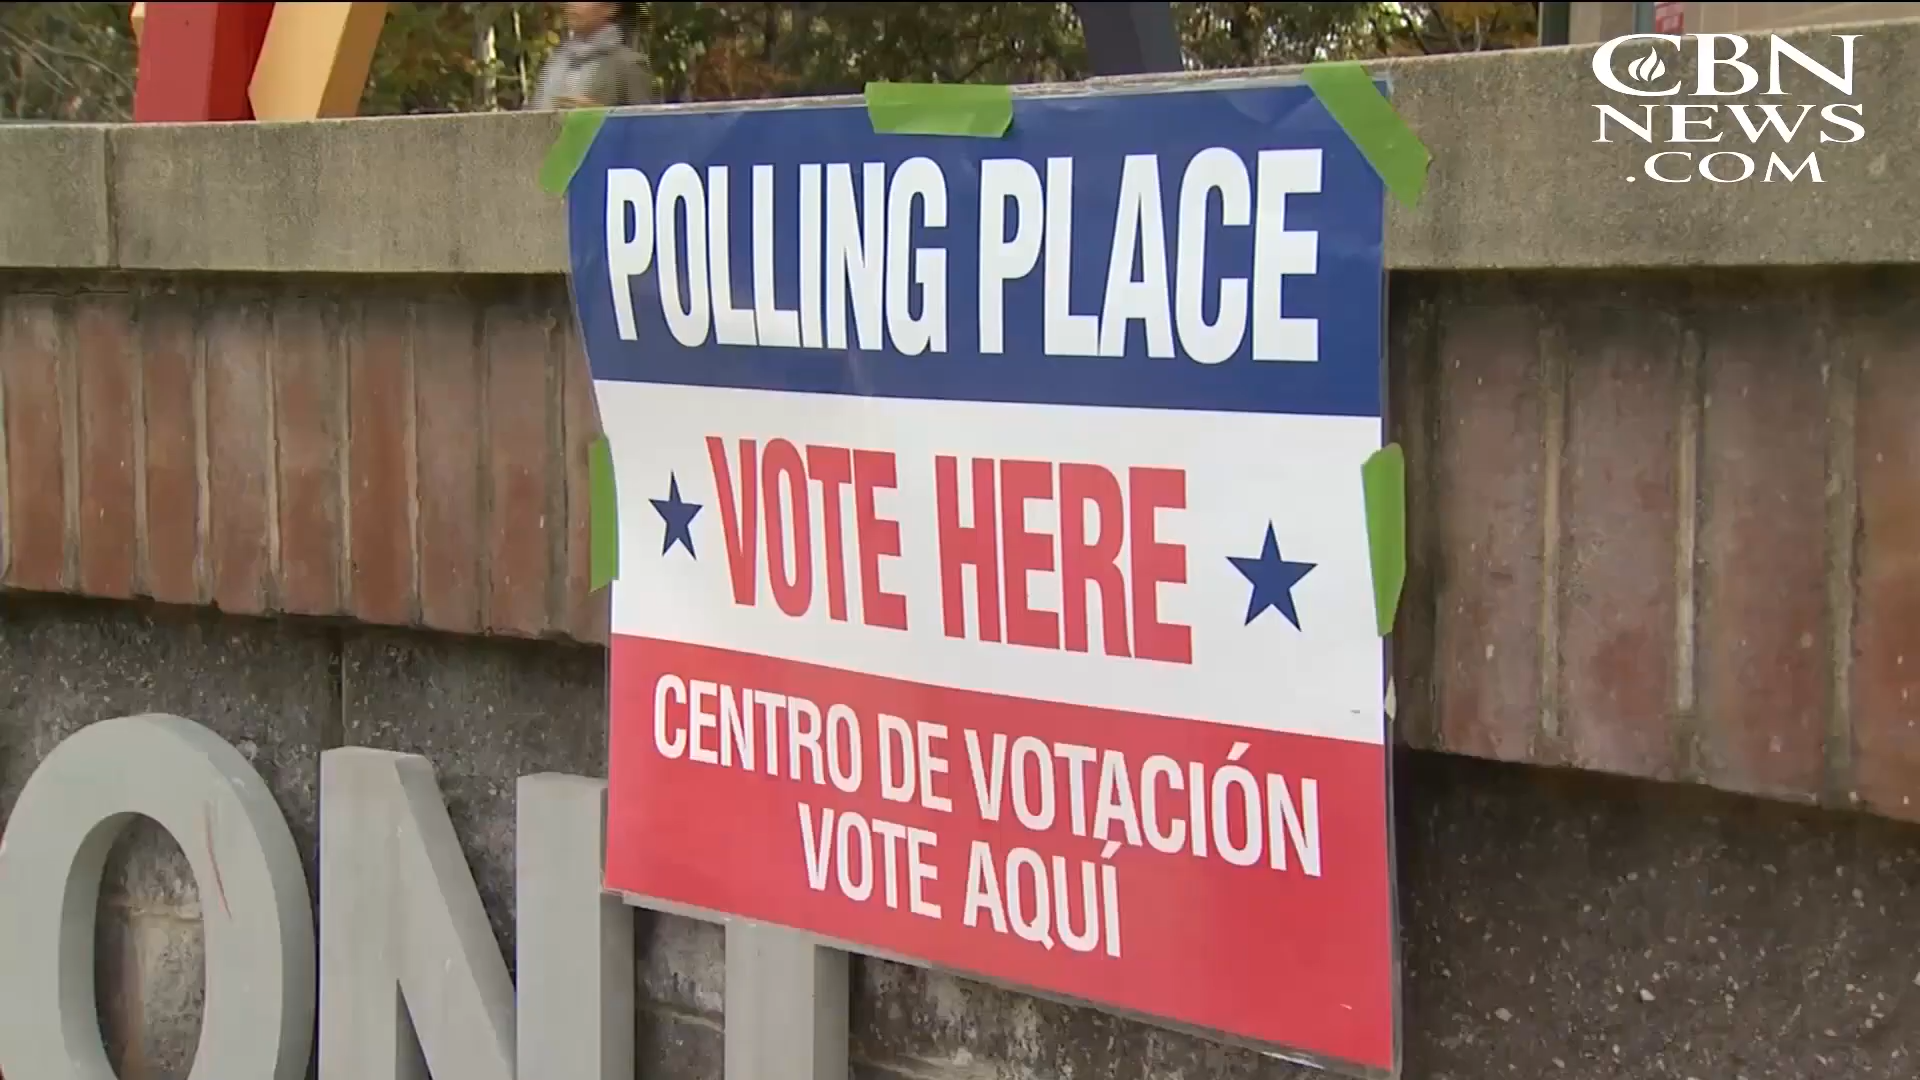 CBN
NEWS
.COM
POLLING PLACE
VOTE HERE
CENTRO DE VOTACIÓN
VOTE AQUÍ